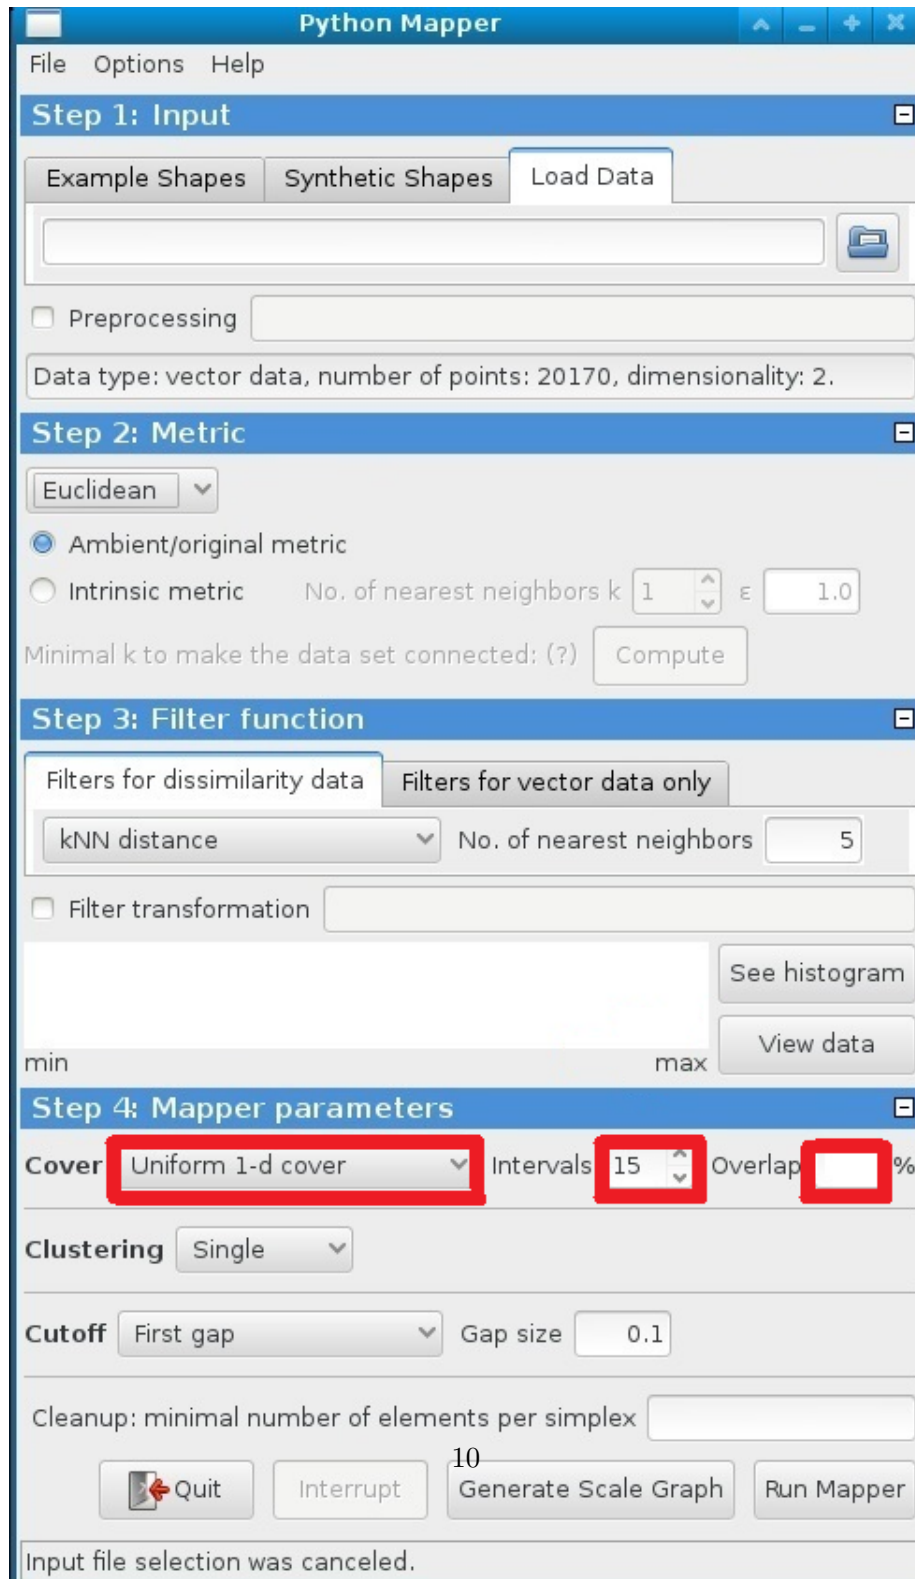 Python Mapper
File Options Help
Step 1: Input
Example Shapes Synthetic Shapes Load Data
Preprocessing
Data type: vector data, number of points: 20170, dimensionality: 2.
Step 2: Metric
Euclidean
Ambient/original metric
Intrinsic metric No. of nearest neighbors k 1 ε 1.0
Minimal k to make the data set connected: (?) Compute
Step 3: Filter function
Filters for dissimilarity data Filters for vector data only
kNN distance No. of nearest neighbors 5
Filter transformation
See histogram
View data
min max
Step 4: Mapper parameters
Cover Uniform 1-d cover Intervals 15 Overlap %
Clustering Single
Cutoff First gap Gap size 0.1
Cleanup: minimal number of elements per simplex
10
Quit Interrupt Generate Scale Graph Run Mapper
Input file selection was canceled.